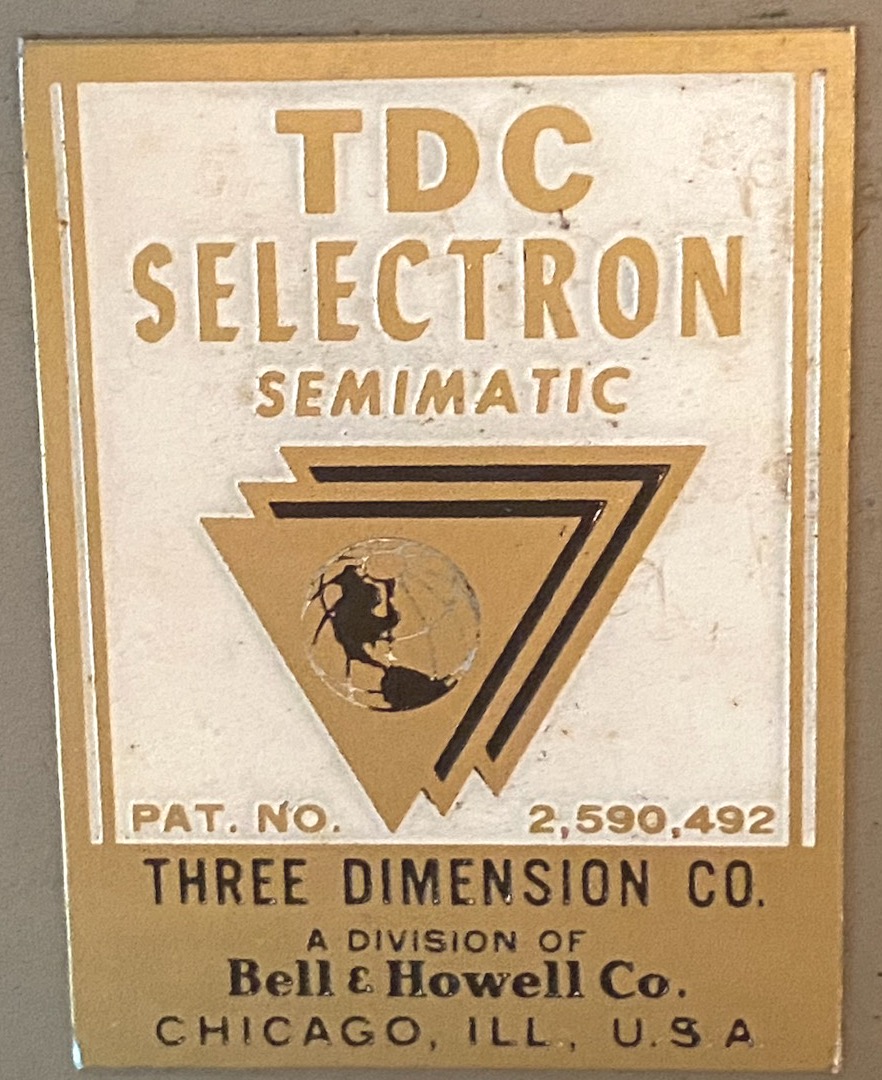 TDC
SELECTRON
SEMIMATIC
PAT. NO. 2,590,492
THREE DIMENSION CO.
A DIVISION OF
Bell & Howell Co.
CHICAGO, ILL., U.S.A